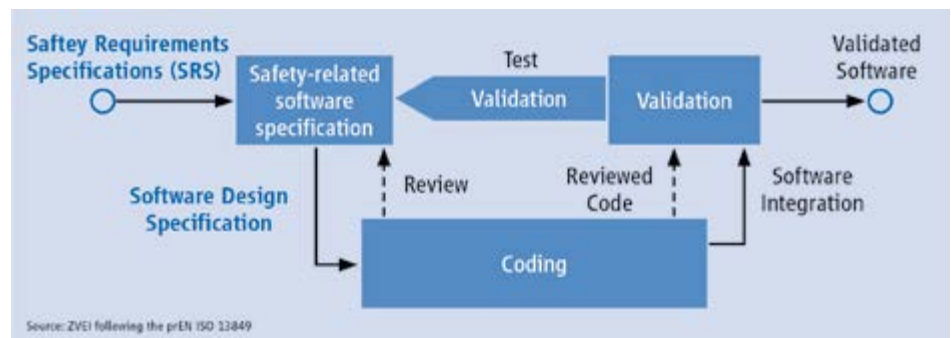 Saftey Requirements
Specifications (SRS)
Safety-related
software
specification
Test
Validation
Validation
Validated
Software
Software Design
Specification
Review
Reviewed
Code
Software
Integration
Coding
Source: ZVEI following the prEN ISO 13849